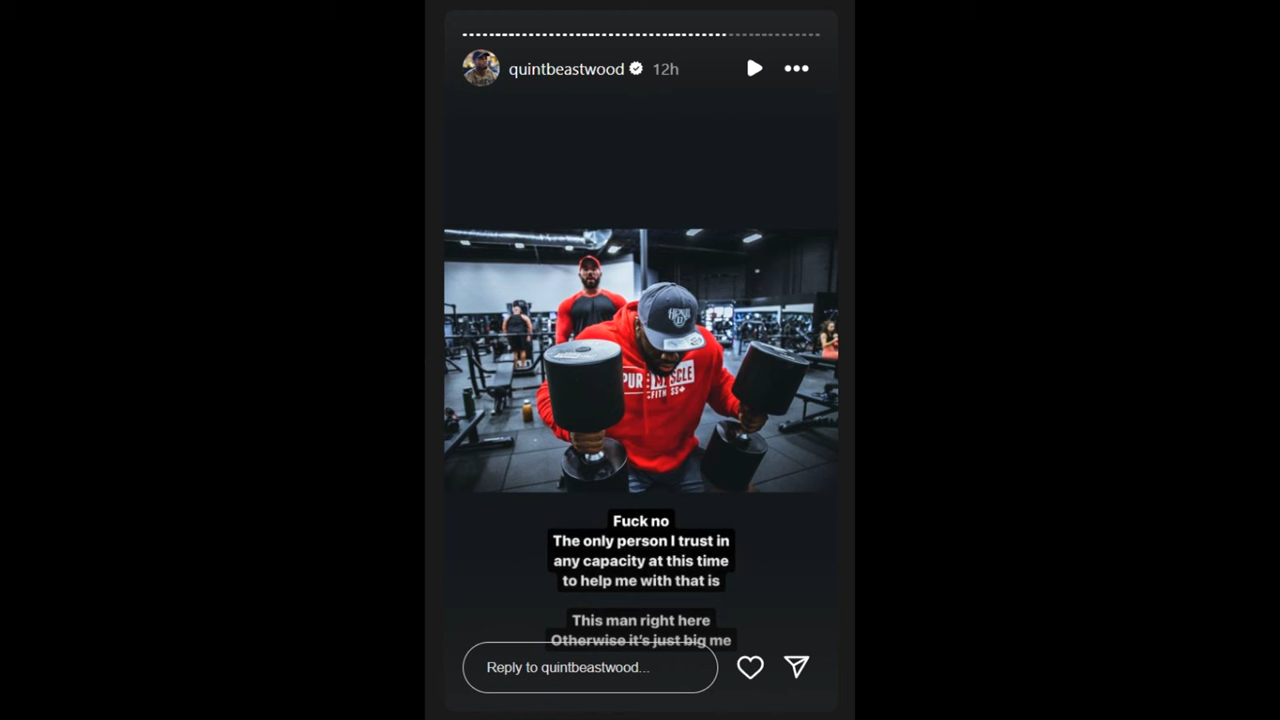 quintbeastwood 12h
PURE MUSCLE
FITNESS
Fuck no
The only person I trust in
any capacity at this time
to help me with that is
This man right here
Otherwise it's just big me
Reply to quintbeastwood...